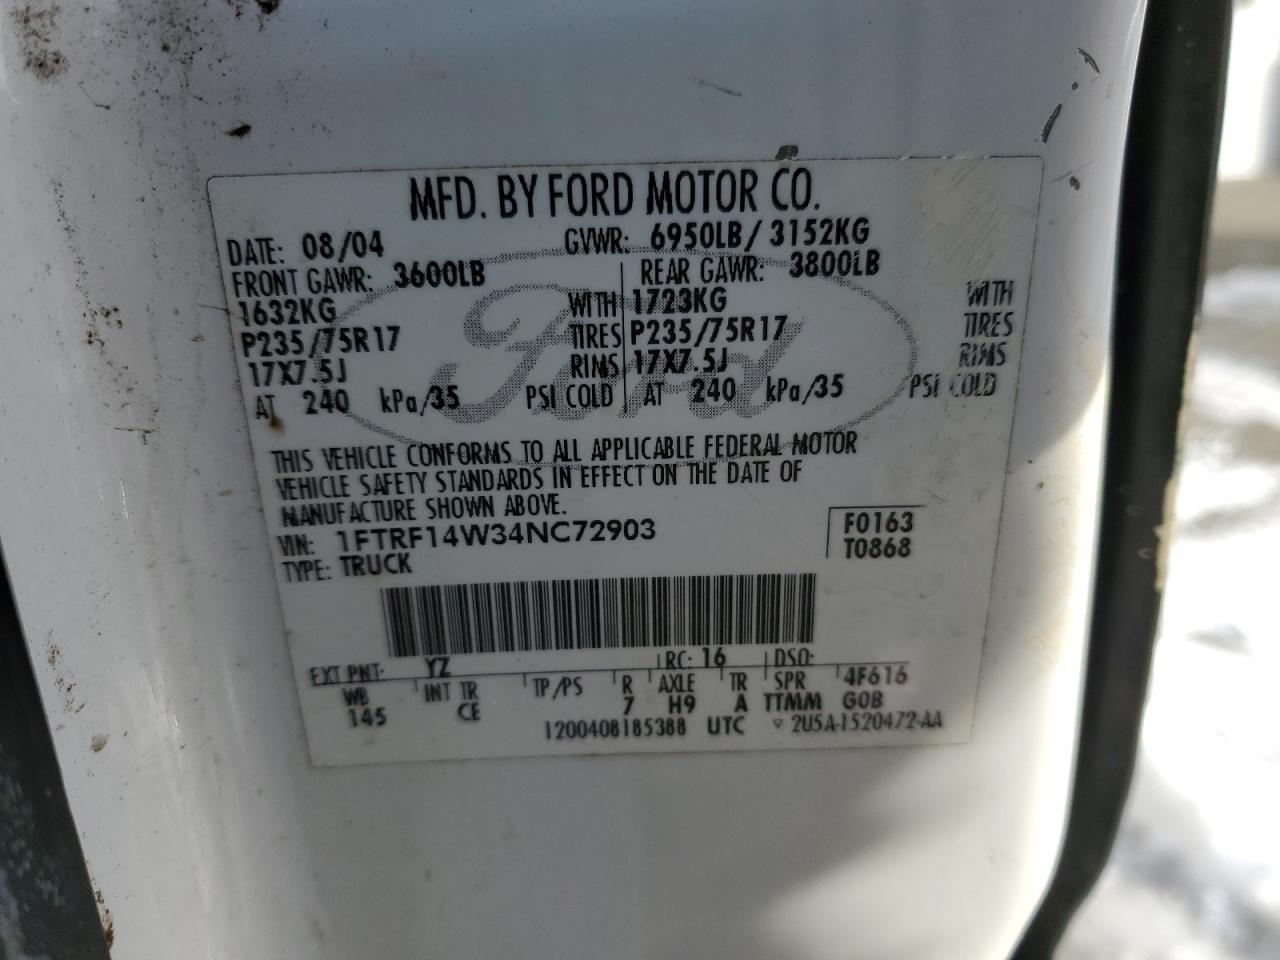 MFD. BY FORD MOTOR CO.
DATE: 08/04 GVWR: 6950LB/ 3152KG
FRONT GAWR: 3600LB REAR GAWR: 3800LB
1632KG WITH 1723KG WITH
P235/75R17 TIRES P235/75R17 TIRES
17X7.5J RIMS 17X7.5J RIMS
AT 240 kPa/35 PSI COLD AT 240 kPa/35 PSI COLD
Ford
THIS VEHICLE CONFORMS TO ALL APPLICABLE FEDERAL MOTOR
VEHICLE SAFETY STANDARDS IN EFFECT ON THE DATE OF
MANUFACTURE SHOWN ABOVE.
VIN: 1FTRF14W34NC72903 F0163
TYPE: TRUCK T0868
EXT PNT: YZ RC: 16 DSO:
WB INT TR TP/PS R AXLE TR SPR 4F616
145 CE 7 H9 A TTMM GOB
1200408185388 UTC ▽ 2U5A-1520472-AA